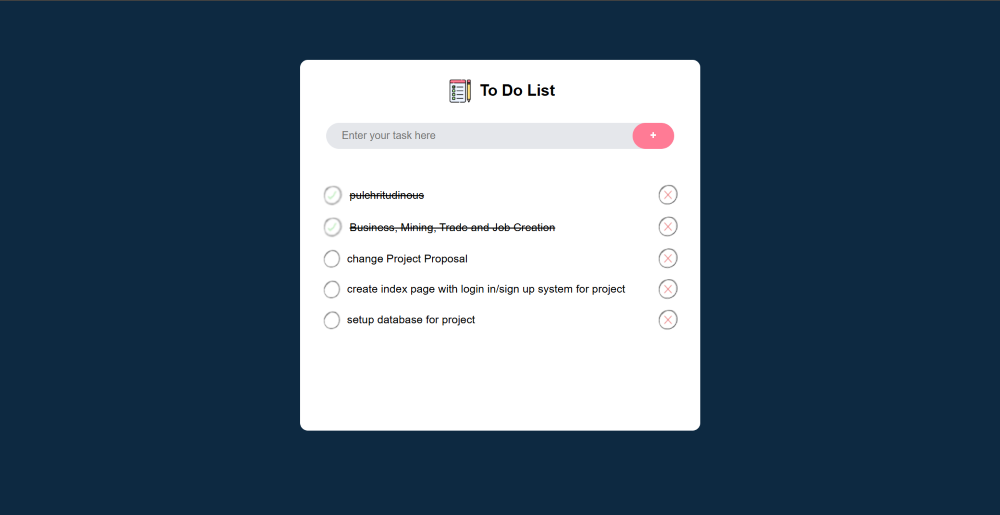 To Do List
Enter your task here
+
pulchritudinous
Business, Mining, Trade and Job Creation
change Project Proposal
create index page with login in/sign up system for project
setup database for project